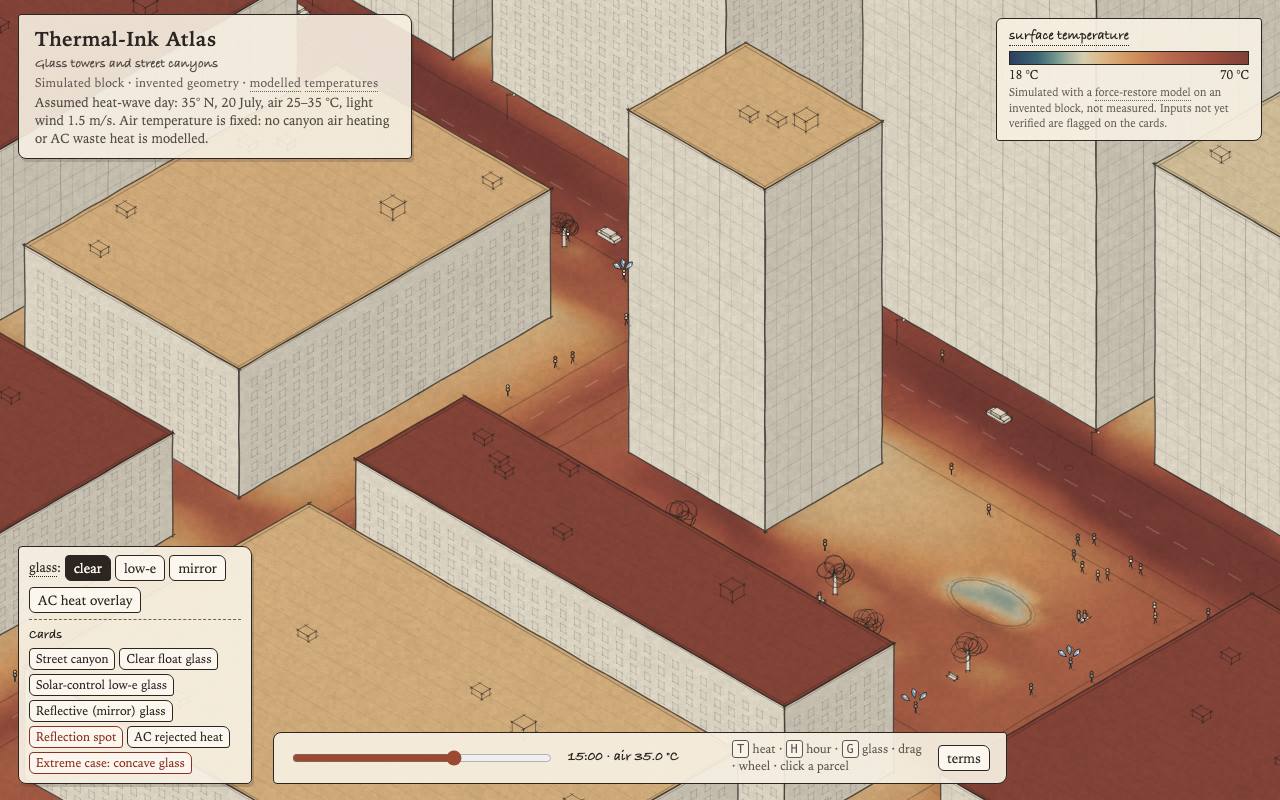 Thermal-Ink Atlas
Glass towers and street canyons
Simulated block · invented geometry · modelled temperatures
Assumed heat-wave day: 35° N, 20 July, air 25–35 °C, light
wind 1.5 m/s. Air temperature is fixed: no canyon air heating
or AC waste heat is modelled.
surface temperature
18 °C 70 °C
Simulated with a force-restore model on an
invented block, not measured. Inputs not yet
verified are flagged on the cards.
glass: clear low-e mirror
AC heat overlay
Cards
Street canyon Clear float glass
Solar-control low-e glass
Reflective (mirror) glass
Reflection spot AC rejected heat
Extreme case: concave glass
15:00 · air 35.0 °C
T heat · H hour · G glass · drag
· wheel · click a parcel
terms